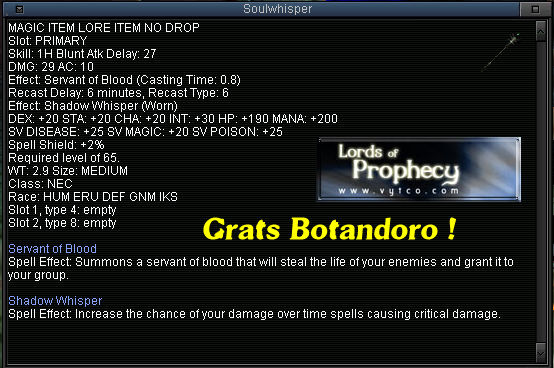 Soulwhisper
MAGIC ITEM LORE ITEM NO DROP
Slot: PRIMARY
Skill: 1H Blunt Atk Delay: 27
DMG: 29 AC: 10
Effect: Servant of Blood (Casting Time: 0.8)
Recast Delay: 6 minutes, Recast Type: 6
Effect: Shadow Whisper (Worn)
DEX: +20 STA: +20 CHA: +20 INT: +30 HP: +190 MANA: +200
SV DISEASE: +25 SV MAGIC: +20 SV POISON: +25
Spell Shield: +2%
Required level of 65.
WT: 2.9 Size: MEDIUM
Class: NEC
Race: HUM ERU DEF GNM IKS
Slot 1, type 4: empty
Slot 2, type 8: empty
Lords of
Prophecy
www.vytco.com
Grats Botandoro !
Servant of Blood
Spell Effect: Summons a servant of blood that will steal the life of your enemies and grant it to
your group.
Shadow Whisper
Spell Effect: Increase the chance of your damage over time spells causing critical damage.